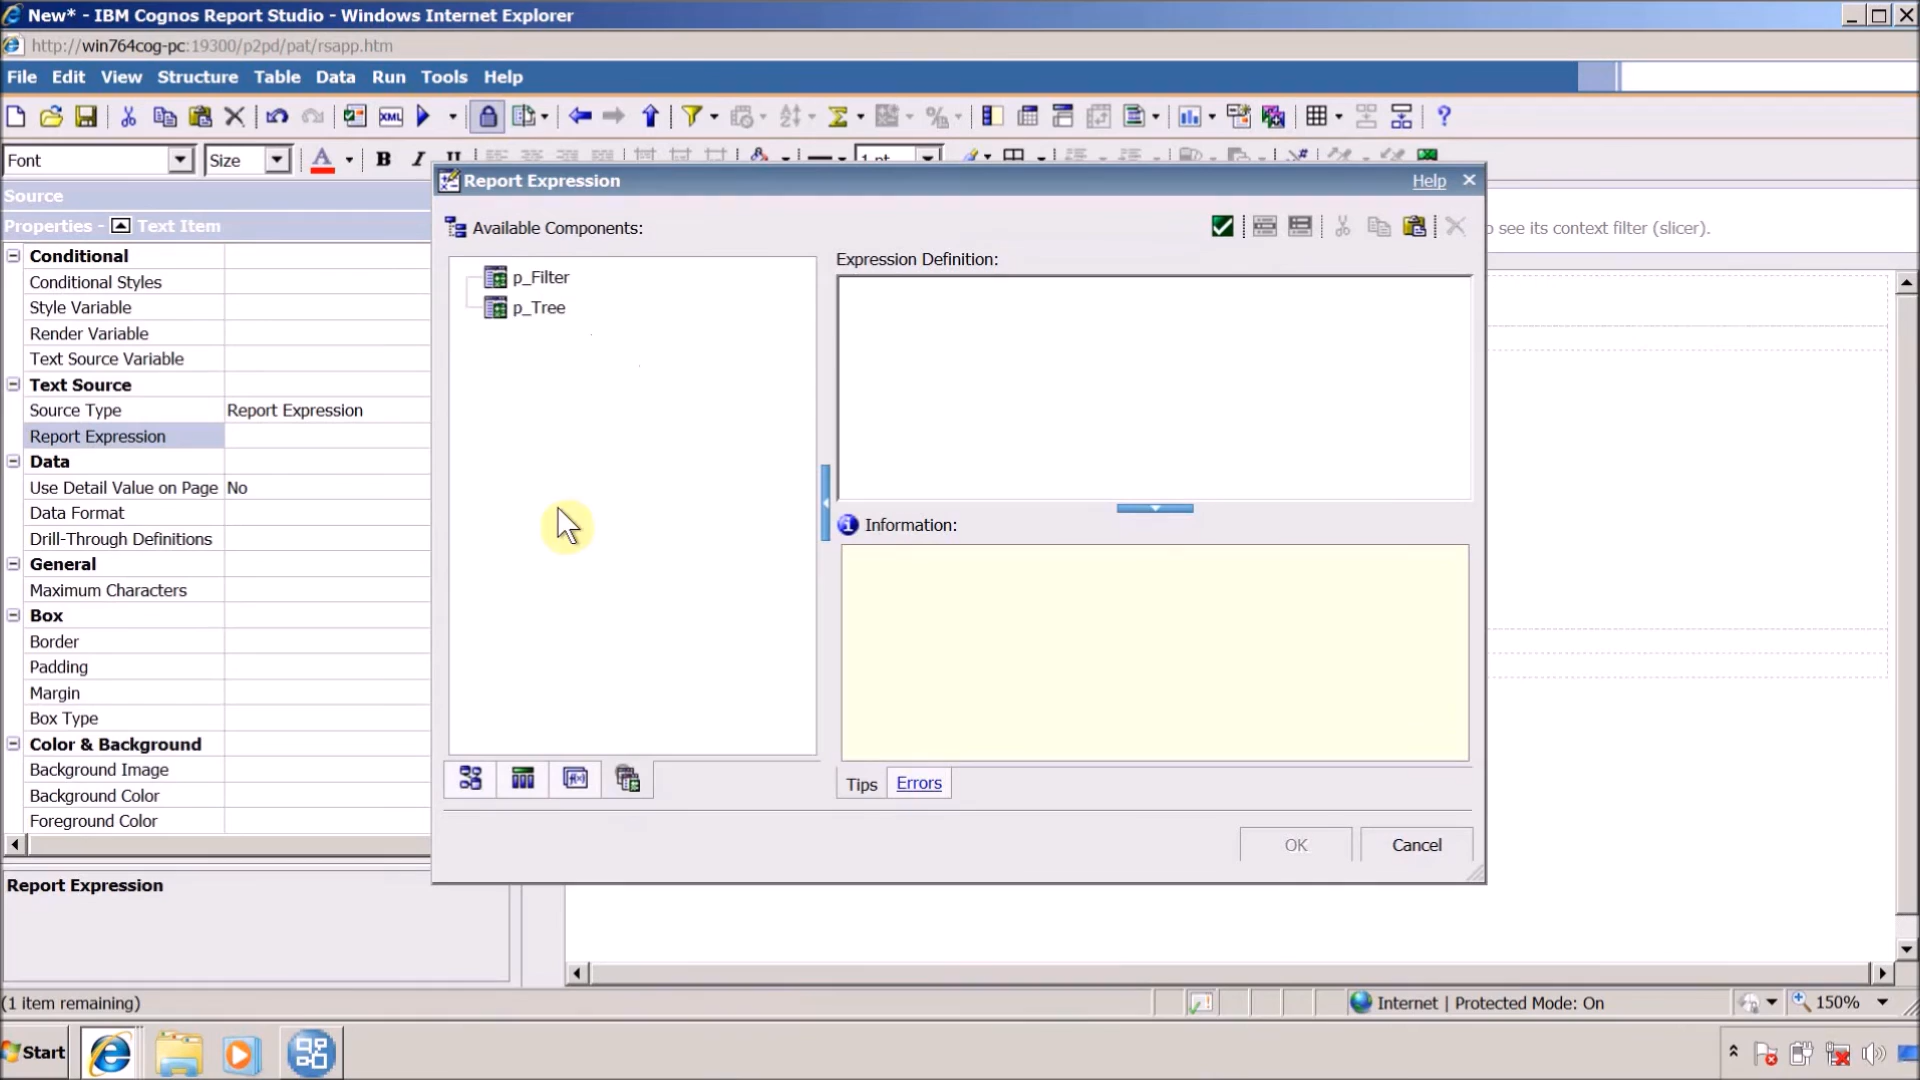 New* - IBM Cognos Report Studio - Windows Internet Explorer
http://win764cog-pc:19300/p2pd/pat/rsapp.htm
File Edit View Structure Table Data Run Tools Help
Font Size A B I U 1 pt
Source
Properties - Text Item
Conditional
Conditional Styles
Style Variable
Render Variable
Text Source Variable
Text Source
Source Type Report Expression
Report Expression
Data
Use Detail Value on Page No
Data Format
Drill-Through Definitions
General
Maximum Characters
Box
Border
Padding
Margin
Box Type
Color & Background
Background Image
Background Color
Foreground Color
Report Expression
Report Expression Help
Available Components:
p_Filter
p_Tree
Expression Definition:
Information:
Tips Errors
OK Cancel
see its context filter (slicer).
(1 item remaining)
Internet | Protected Mode: On
150%
Start